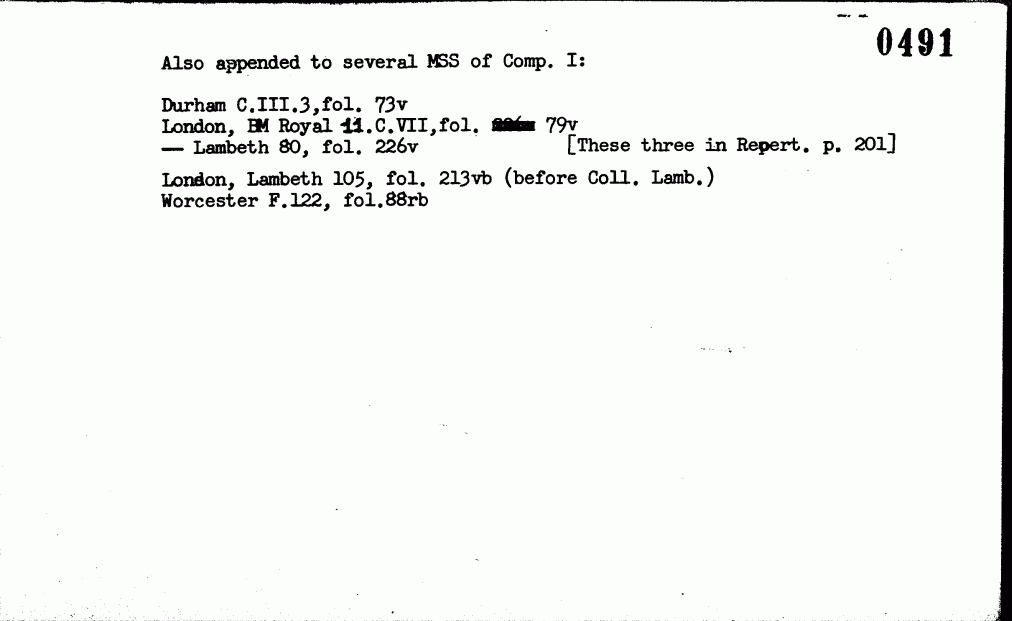 0491
Also appended to several MSS of Comp. I:
Durham C.III.3,fol. 73v
London, BM Royal 11.C.VII,fol. 79v
— Lambeth 80, fol. 226v [These three in Repert. p. 201]
London, Lambeth 105, fol. 213vb (before Coll. Lamb.)
Worcester F.122, fol.88rb